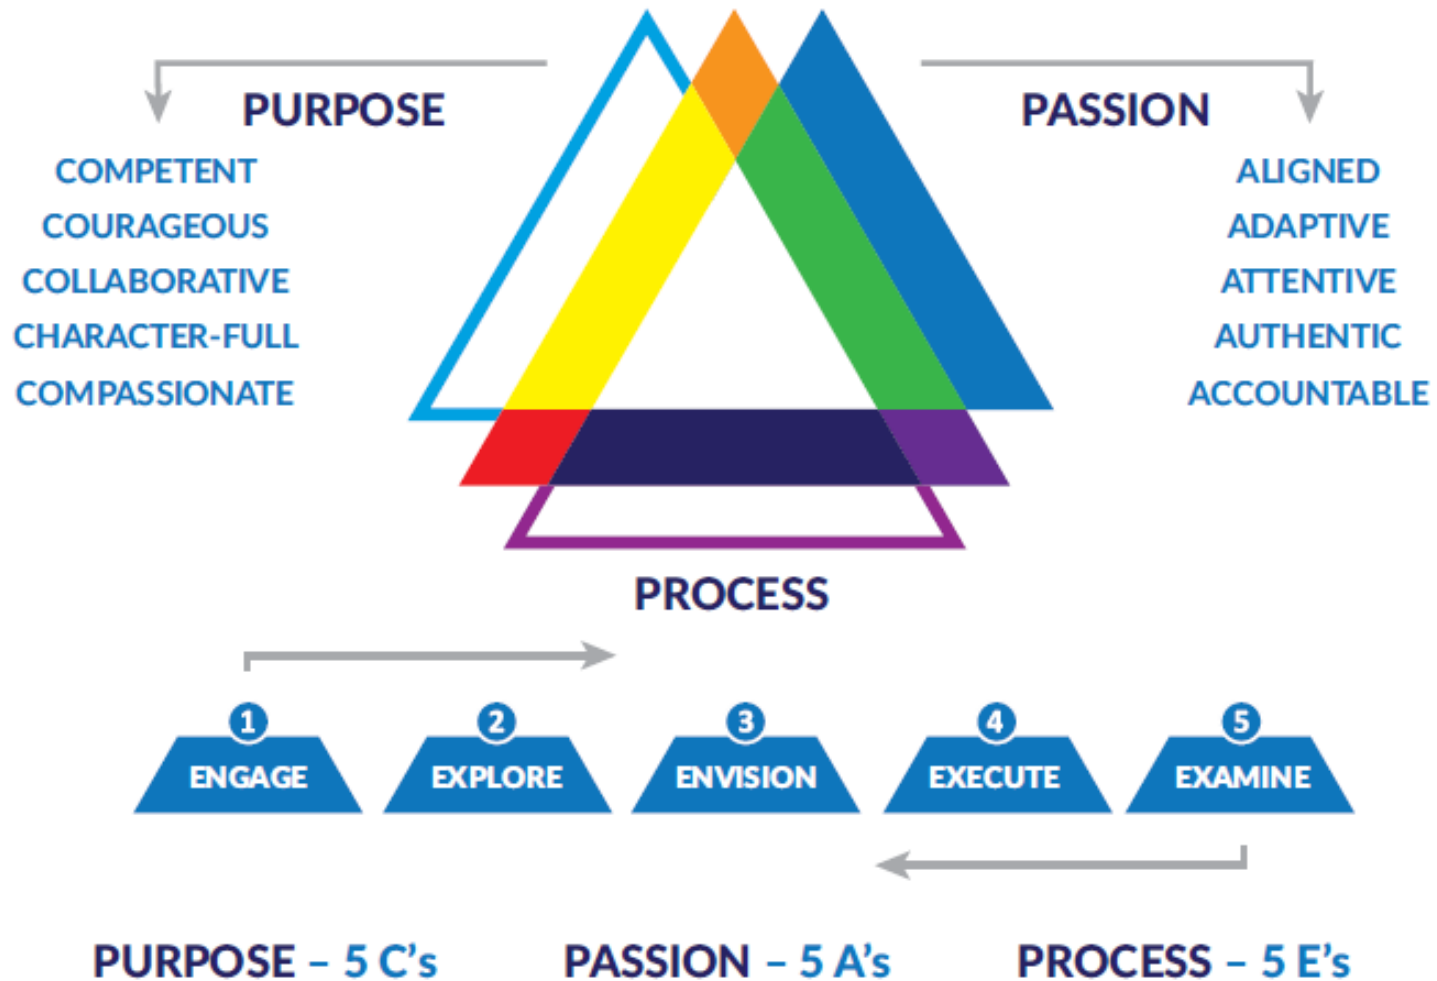 PURPOSE
COMPETENT
COURAGEOUS
COLLABORATIVE
CHARACTER-FULL
COMPASSIONATE
PASSION
ALIGNED
ADAPTIVE
ATTENTIVE
AUTHENTIC
ACCOUNTABLE
PROCESS
1 ENGAGE
2 EXPLORE
3 ENVISION
4 EXECUTE
5 EXAMINE
PURPOSE – 5 C's
PASSION – 5 A's
PROCESS – 5 E's